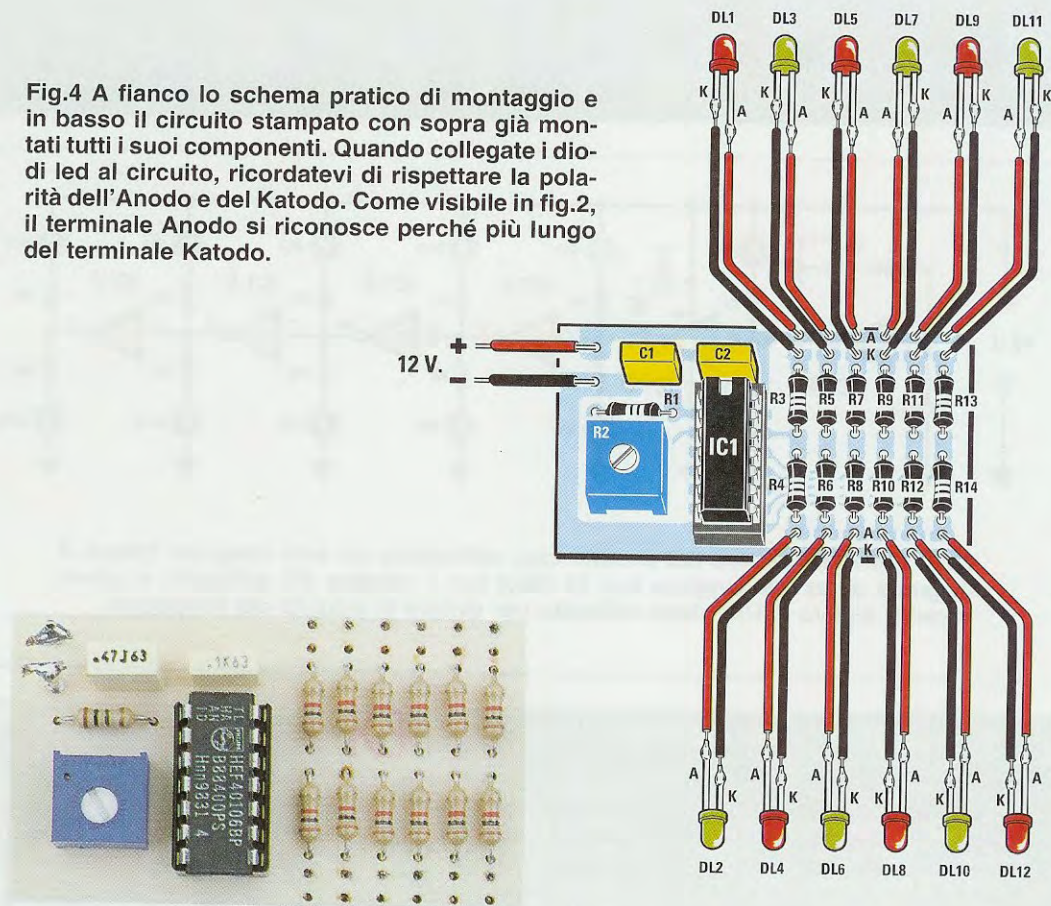 DL1 DL3 DL5 DL7 DL9 DL11
Fig.4 A fianco lo schema pratico di montaggio e
in basso il circuito stampato con sopra già mon-
tati tutti i suoi componenti. Quando collegate i dio-
di led al circuito, ricordatevi di rispettare la pola-
rità dell'Anodo e del Katodo. Come visibile in fig.2,
il terminale Anodo si riconosce perché più lungo
del terminale Katodo.
K A K A K A A K A K A K
12 V.
+
-
C1 C2
R1
R2
IC1
A
K
R3 R5 R7 R9 R11 R13
R4 R6 R8 R10 R12 R14
A
K
A K A K A K A K A K A K
DL2 DL4 DL6 DL8 DL10 DL12
.47J63
.1K63
HEF40106BP
B88400PS
Hnn9831 4